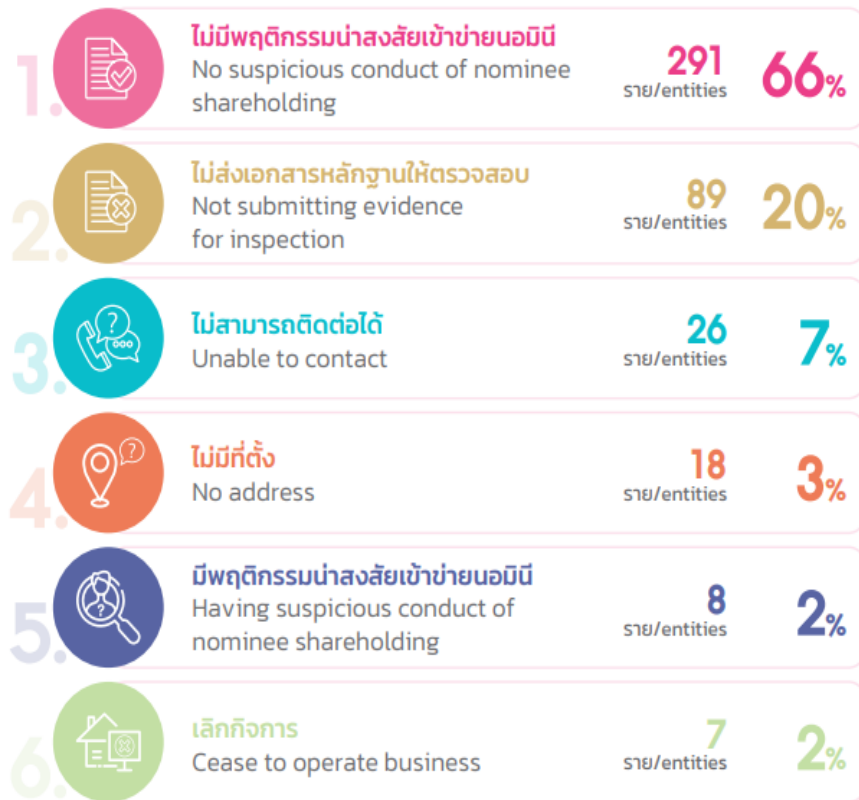 1.
ไม่มีพฤติกรรมน่าสงสัยเข้าข่ายนอมินี
No suspicious conduct of nominee
shareholding
291
ราย/entities
66%
2.
ไม่ส่งเอกสารหลักฐานให้ตรวจสอบ
Not submitting evidence
for inspection
89
ราย/entities
20%
3.
?
ไม่สามารถติดต่อได้
Unable to contact
26
ราย/entities
7%
4.
?
ไม่มีที่ตั้ง
No address
18
ราย/entities
3%
5.
?
มีพฤติกรรมน่าสงสัยเข้าข่ายนอมินี
Having suspicious conduct of
nominee shareholding
8
ราย/entities
2%
6.
เลิกกิจการ
Cease to operate business
7
ราย/entities
2%